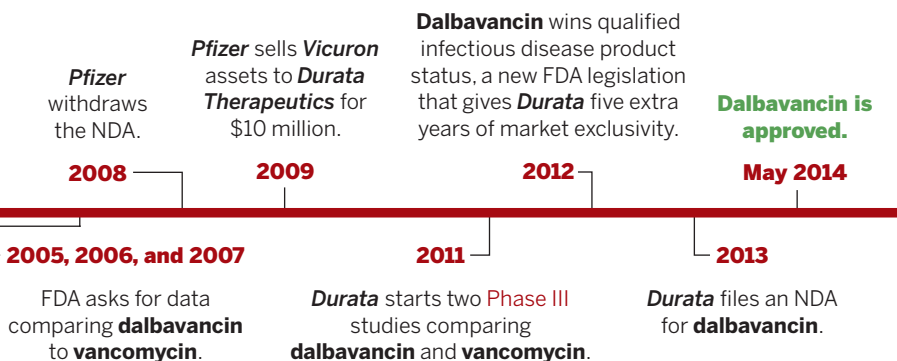 Pfizer
withdraws
the NDA.
2008
Pfizer sells Vicuron
assets to Durata
Therapeutics for
$10 million.
2009
Dalbavancin wins qualified
infectious disease product
status, a new FDA legislation
that gives Durata five extra
years of market exclusivity.
2012
Dalbavancin is
approved.
May 2014
2005, 2006, and 2007
FDA asks for data
comparing dalbavancin
to vancomycin.
2011
Durata starts two Phase III
studies comparing
dalbavancin and vancomycin.
2013
Durata files an NDA
for dalbavancin.